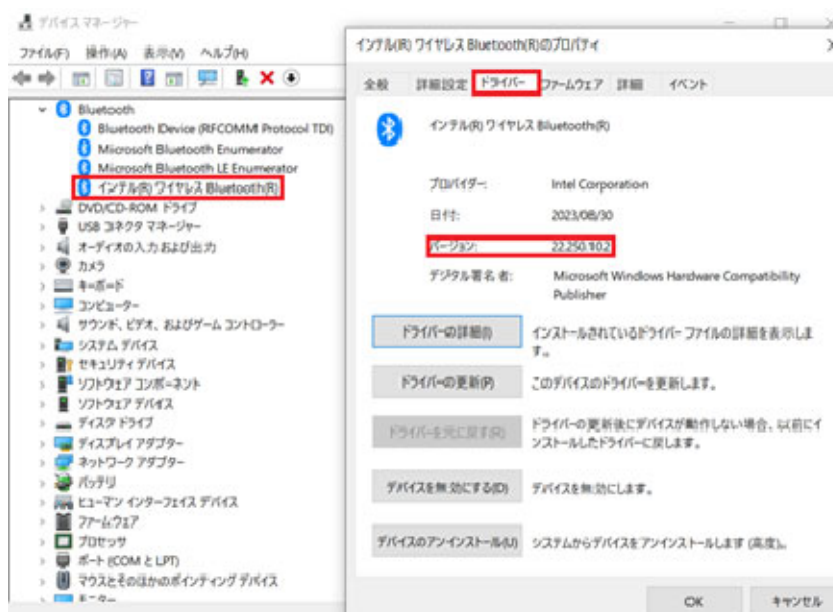 デバイス マネージャー
ファイル(F) 操作(A) 表示(V) ヘルプ(H)
Bluetooth
Bluetooth Device (RFCOMM Protocol TDI)
Microsoft Bluetooth Enumerator
Microsoft Bluetooth LE Enumerator
インテル(R) ワイヤレス Bluetooth(R)
DVD/CD-ROM ドライブ
USB コネクタ マネージャー
オーディオの入力および出力
カメラ
キーボード
コンピューター
サウンド、ビデオ、およびゲーム コントローラー
システム デバイス
セキュリティ デバイス
ソフトウェア コンポーネント
ソフトウェア デバイス
ディスク ドライブ
ディスプレイ アダプター
ネットワーク アダプター
バッテリ
ヒューマン インターフェイス デバイス
ファームウェア
プロセッサ
ポート (COM と LPT)
マウスとそのほかのポインティング デバイス
モニター
インテル(R) ワイヤレス Bluetooth(R)のプロパティ
全般 詳細設定 ドライバー ファームウェア 詳細 イベント
インテル(R) ワイヤレス Bluetooth(R)
プロバイダー: Intel Corporation
日付: 2023/08/30
バージョン: 22.250.10.2
デジタル署名者: Microsoft Windows Hardware Compatibility
Publisher
ドライバーの詳細(I) インストールされているドライバー ファイルの詳細を表示しま
す。
ドライバーの更新(P) このデバイスのドライバーを更新します。
ドライバーを元に戻す(R) ドライバーの更新後にデバイスが動作しない場合、以前にイ
ンストールしたドライバーに戻します。
デバイスを無効にする(D) デバイスを無効にします。
デバイスのアンインストール(U) システムからデバイスをアンインストールします (高度)。
OK キャンセル